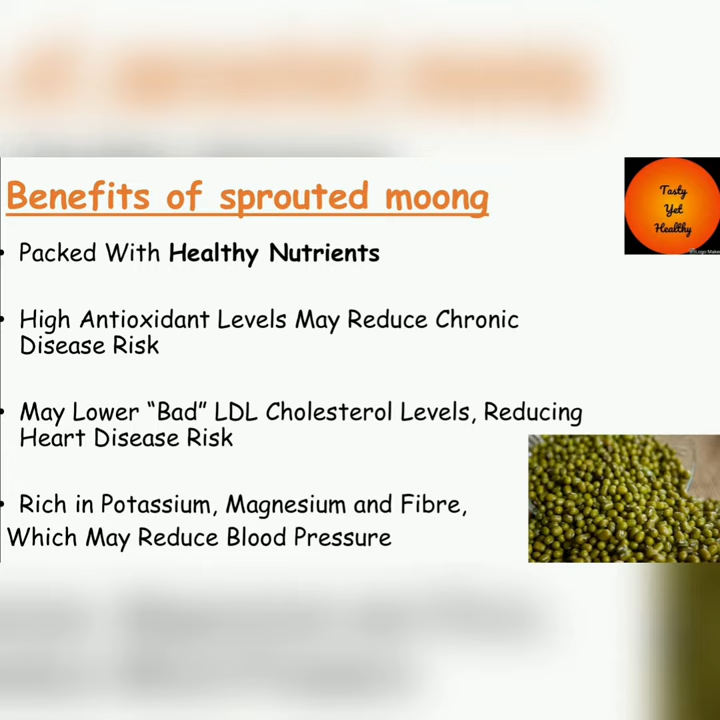 Benefits of sprouted moong
Tasty
Yet
Healthy
• Packed With Healthy Nutrients
• High Antioxidant Levels May Reduce Chronic
Disease Risk
• May Lower “Bad” LDL Cholesterol Levels, Reducing
Heart Disease Risk
• Rich in Potassium, Magnesium and Fibre,
Which May Reduce Blood Pressure